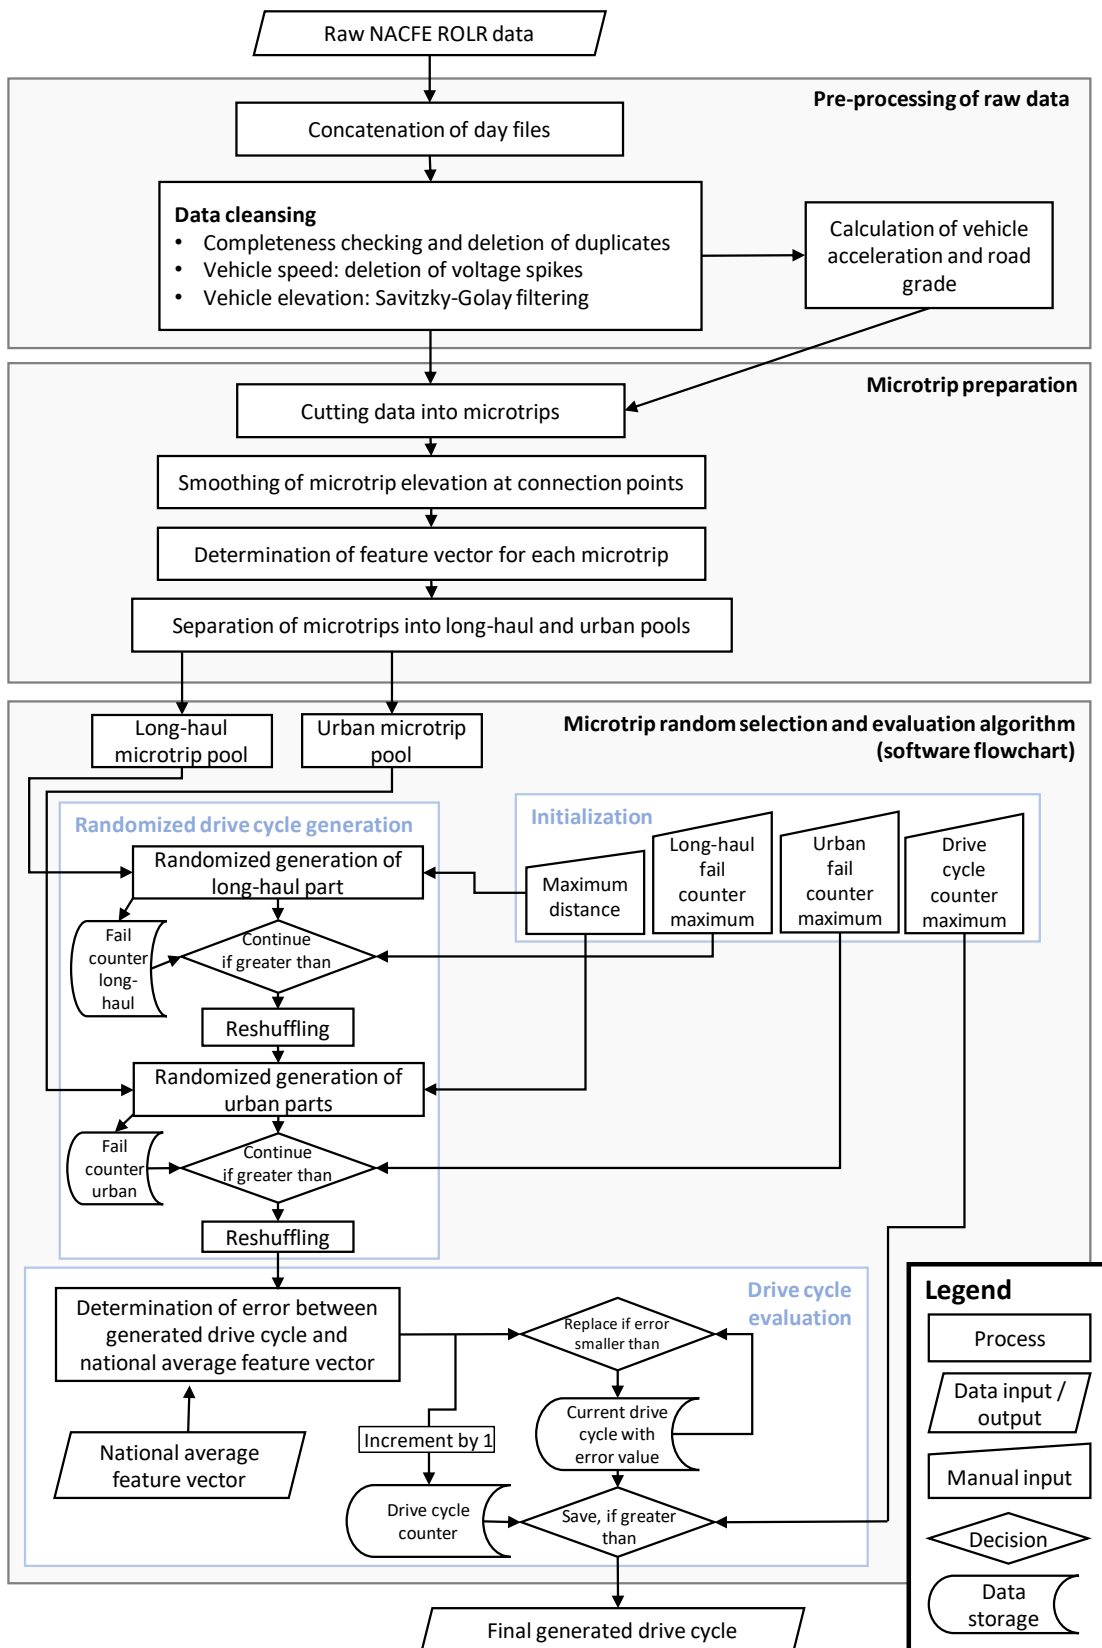 Raw NACFE ROLR data
Pre-processing of raw data
Concatenation of day files
Data cleansing
• Completeness checking and deletion of duplicates
• Vehicle speed: deletion of voltage spikes
• Vehicle elevation: Savitzky-Golay filtering
Calculation of vehicle
acceleration and road
grade
Microtrip preparation
Cutting data into microtrips
Smoothing of microtrip elevation at connection points
Determination of feature vector for each microtrip
Separation of microtrips into long-haul and urban pools
Microtrip random selection and evaluation algorithm
(software flowchart)
Long-haul
microtrip pool
Urban microtrip
pool
Randomized drive cycle generation
Initialization
Randomized generation of
long-haul part
Maximum
distance
Long-haul
fail
counter
maximum
Urban
fail
counter
maximum
Drive
cycle
counter
maximum
Fail
counter
long-
haul
Continue
if greater than
Reshuffling
Randomized generation of
urban parts
Fail
counter
urban
Continue
if greater than
Reshuffling
Drive cycle
evaluation
Determination of error between
generated drive cycle and
national average feature vector
Replace if error
smaller than
National average
feature vector
Increment by 1
Current drive
cycle with
error value
Drive cycle
counter
Save, if greater
than
Final generated drive cycle
Legend
Process
Data input /
output
Manual input
Decision
Data
storage